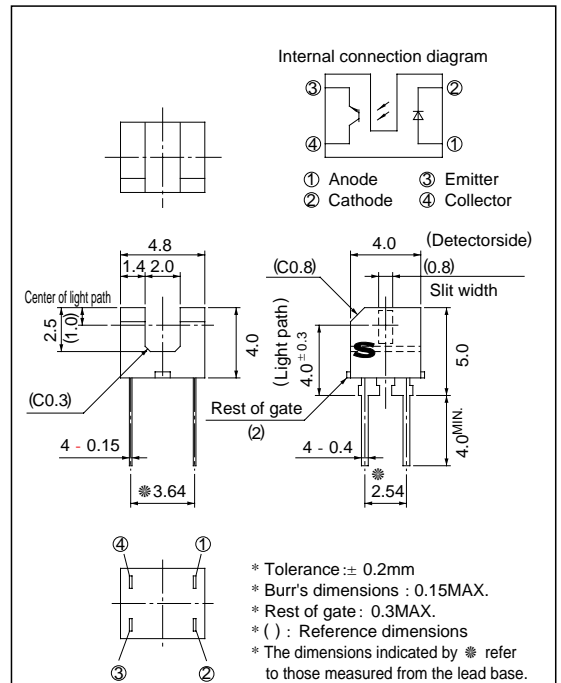 Internal connection diagram
③ ②
④ ①
① Anode ③ Emitter
② Cathode ④ Collector
4.8
1.4 2.0
Center of light path
2.5
(1.0)
4.0
(C0.3)
4 - 0.15
✺3.64
4.0 (Detectorside)
(C0.8) (0.8)
Slit width
(Light path)
4.0 ± 0.3
S
5.0
Rest of gate
(2)
4.0 MIN.
4 - 0.4
✺
2.54
④ ①
③ ②
* Tolerance :± 0.2mm
* Burr's dimensions : 0.15MAX.
* Rest of gate : 0.3MAX.
* ( ) : Reference dimensions
* The dimensions indicated by ✺ refer
to those measured from the lead base.